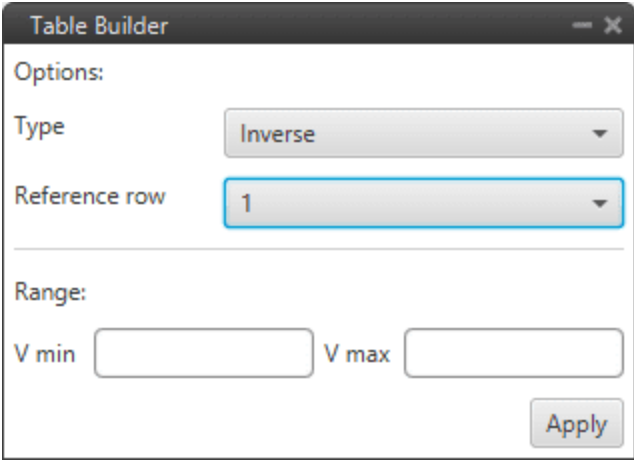 Table Builder
Options:
Type Inverse
Reference row 1
Range:
V min V max
Apply